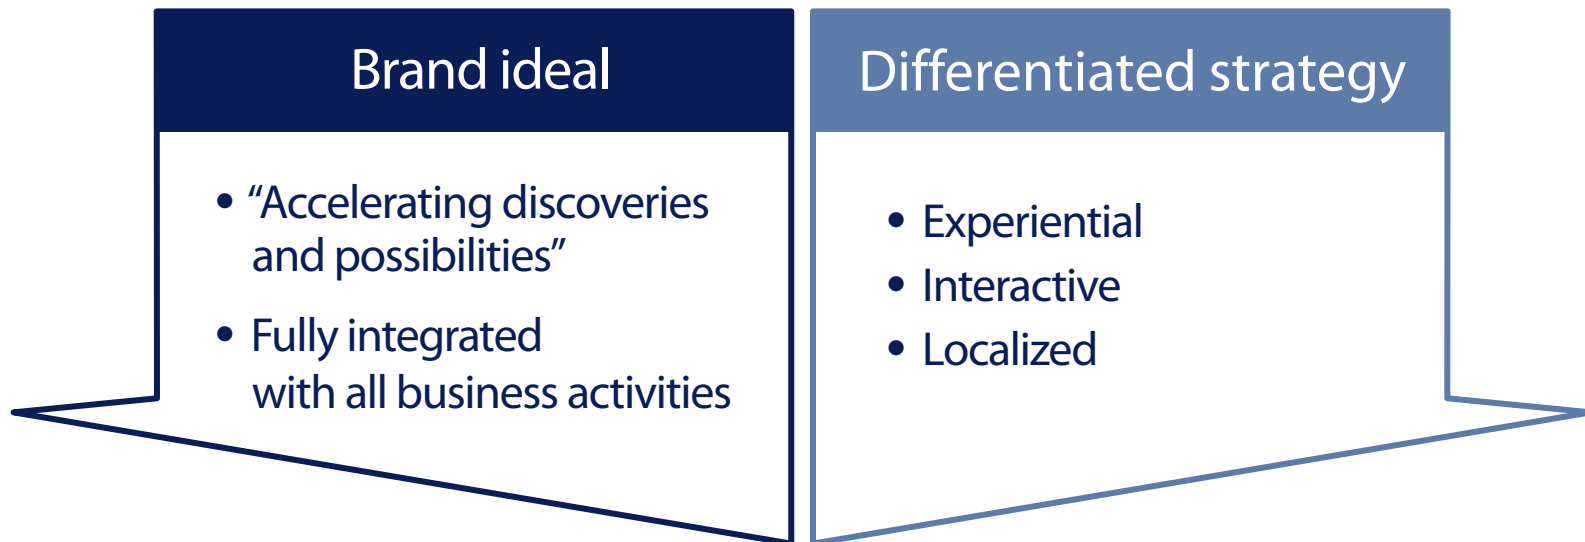 Brand ideal
• “Accelerating discoveries
and possibilities”
• Fully integrated
with all business activities
Differentiated strategy
• Experiential
• Interactive
• Localized